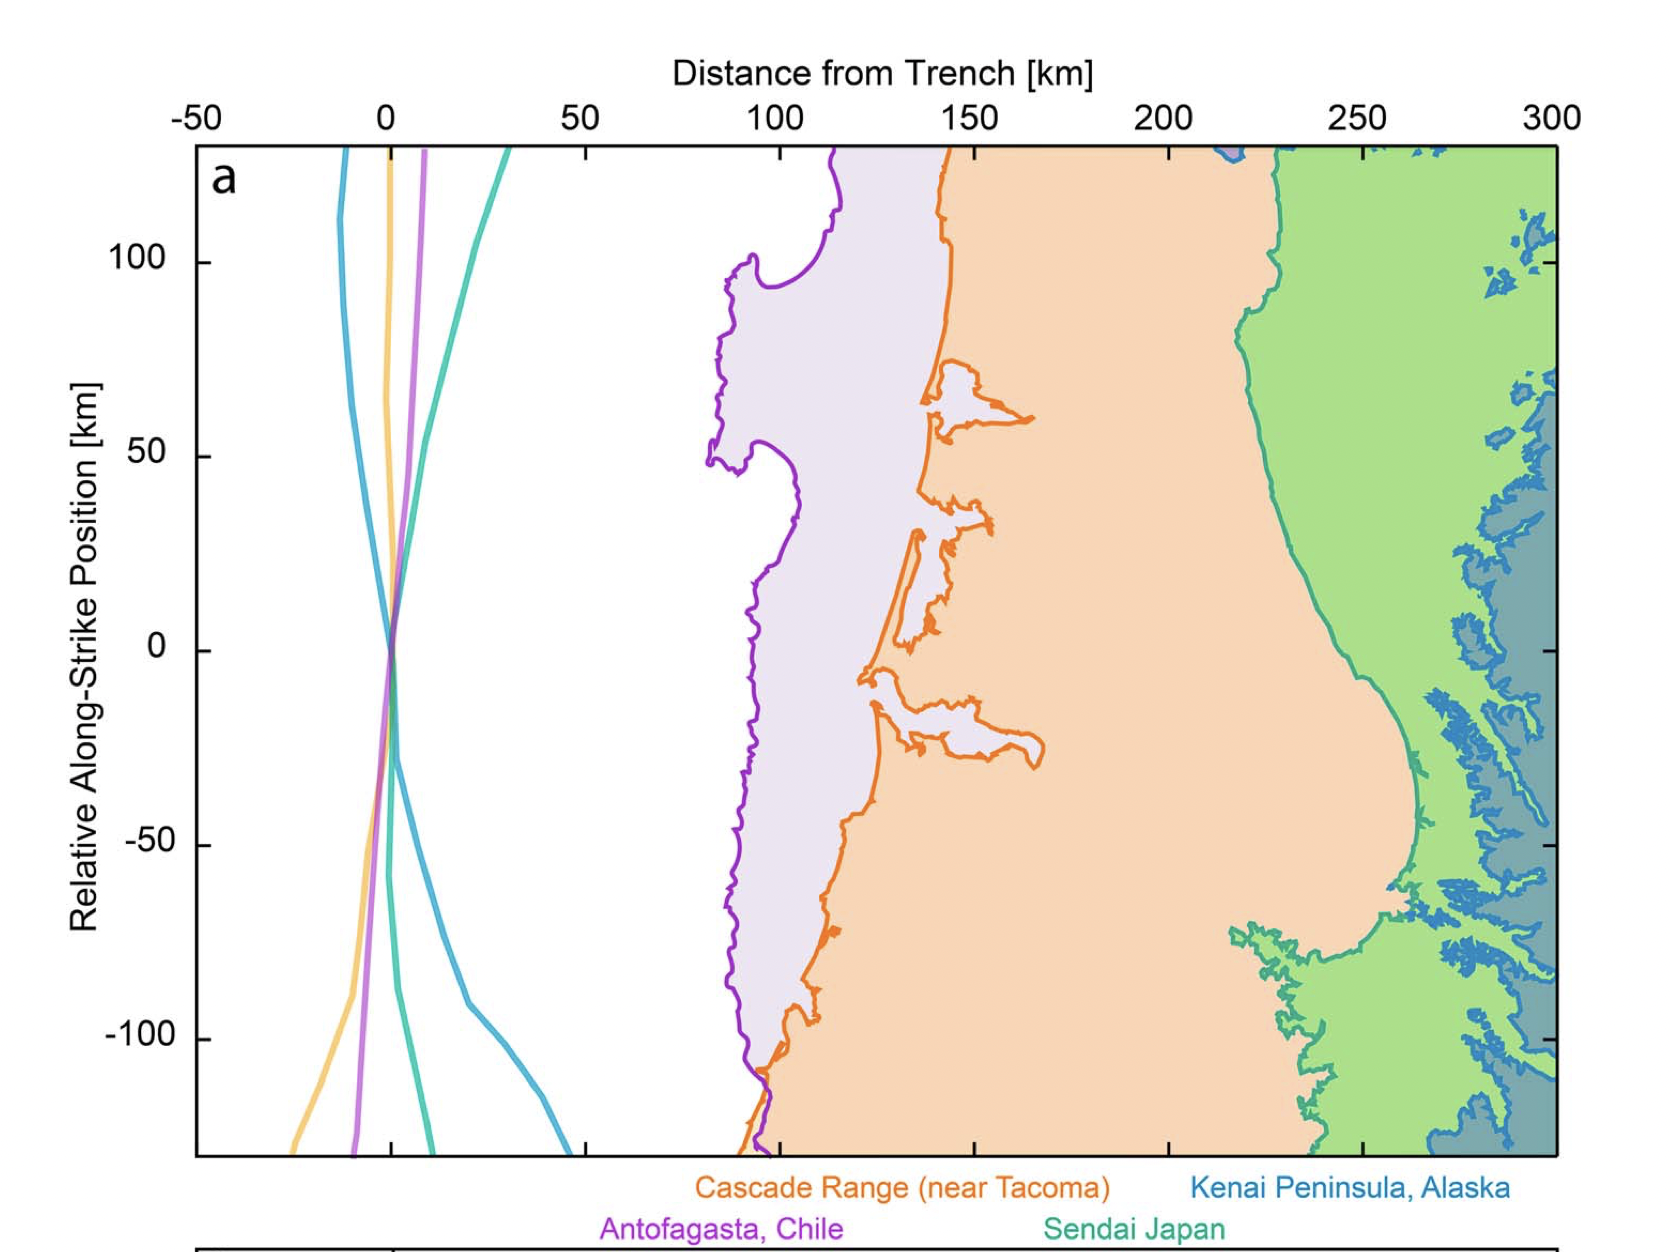 Distance from Trench [km]
-50 0 50 100 150 200 250 300
a
100
50
0
-50
-100
Relative Along-Strike Position [km]
Cascade Range (near Tacoma) Kenai Peninsula, Alaska
Antofagasta, Chile Sendai Japan